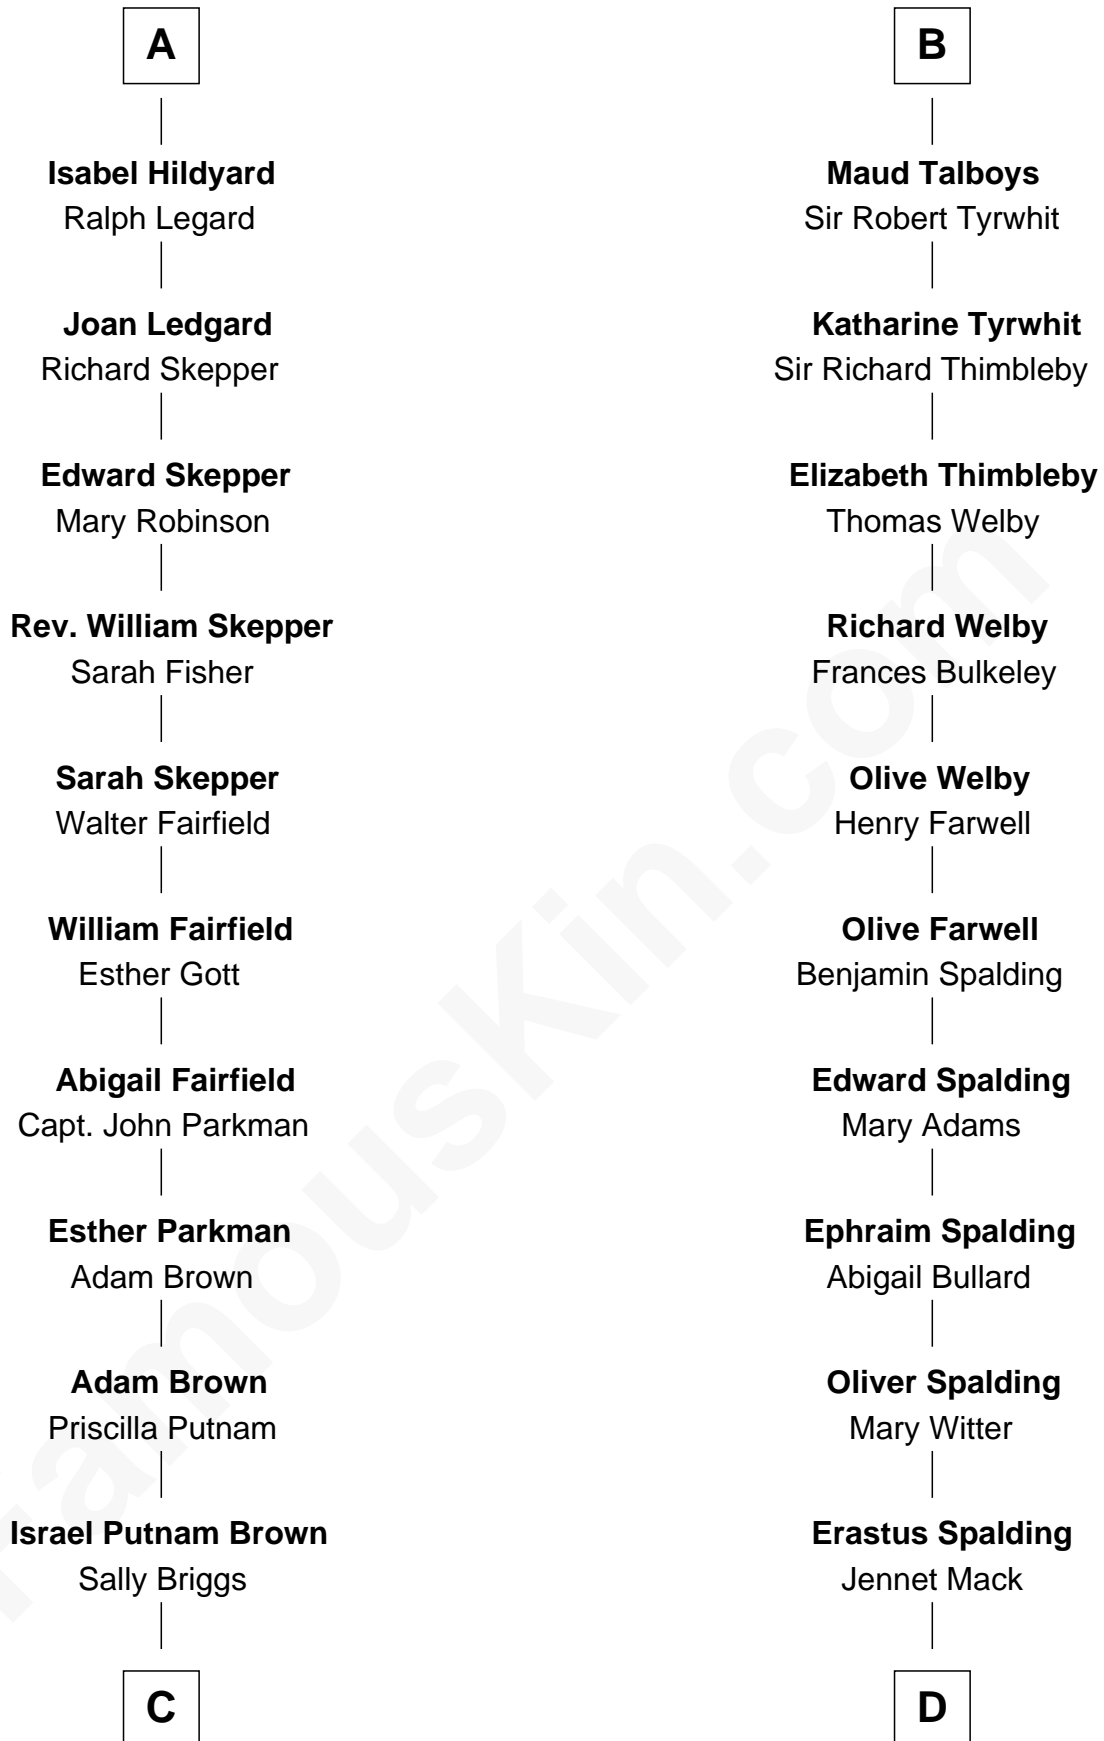 A
Isabel Hildyard
Ralph Legard
Joan Ledgard
Richard Skepper
Edward Skepper
Mary Robinson
Rev. William Skepper
Sarah Fisher
Sarah Skepper
Walter Fairfield
William Fairfield
Esther Gott
Abigail Fairfield
Capt. John Parkman
Esther Parkman
Adam Brown
Adam Brown
Priscilla Putnam
Israel Putnam Brown
Sally Briggs
C
B
Maud Talboys
Sir Robert Tyrwhit
Katharine Tyrwhit
Sir Richard Thimbleby
Elizabeth Thimbleby
Thomas Welby
Richard Welby
Frances Bulkeley
Olive Welby
Henry Farwell
Olive Farwell
Benjamin Spalding
Edward Spalding
Mary Adams
Ephraim Spalding
Abigail Bullard
Oliver Spalding
Mary Witter
Erastus Spalding
Jennet Mack
D
FamousKin.com